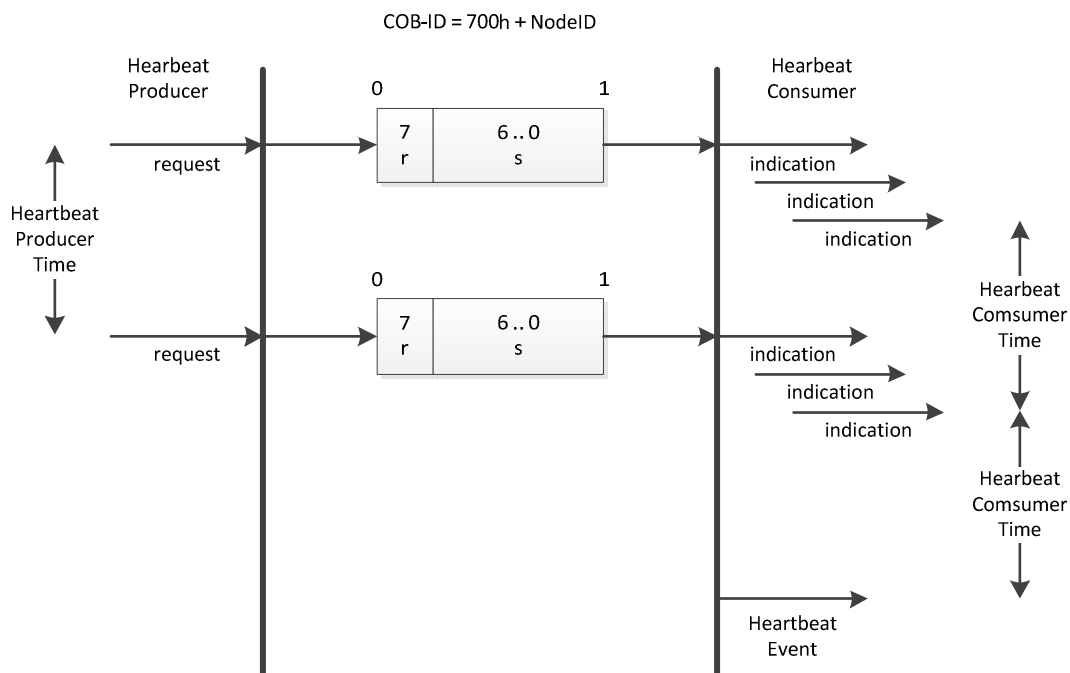 COB-ID = 700h + NodeID
Hearbeat
Producer
Hearbeat
Consumer
0
1
7
r
6 .. 0
s
request
indication
indication
indication
Heartbeat
Producer
Time
0
1
7
r
6 .. 0
s
request
indication
indication
indication
Hearbeat
Comsumer
Time
Hearbeat
Comsumer
Time
Heartbeat
Event